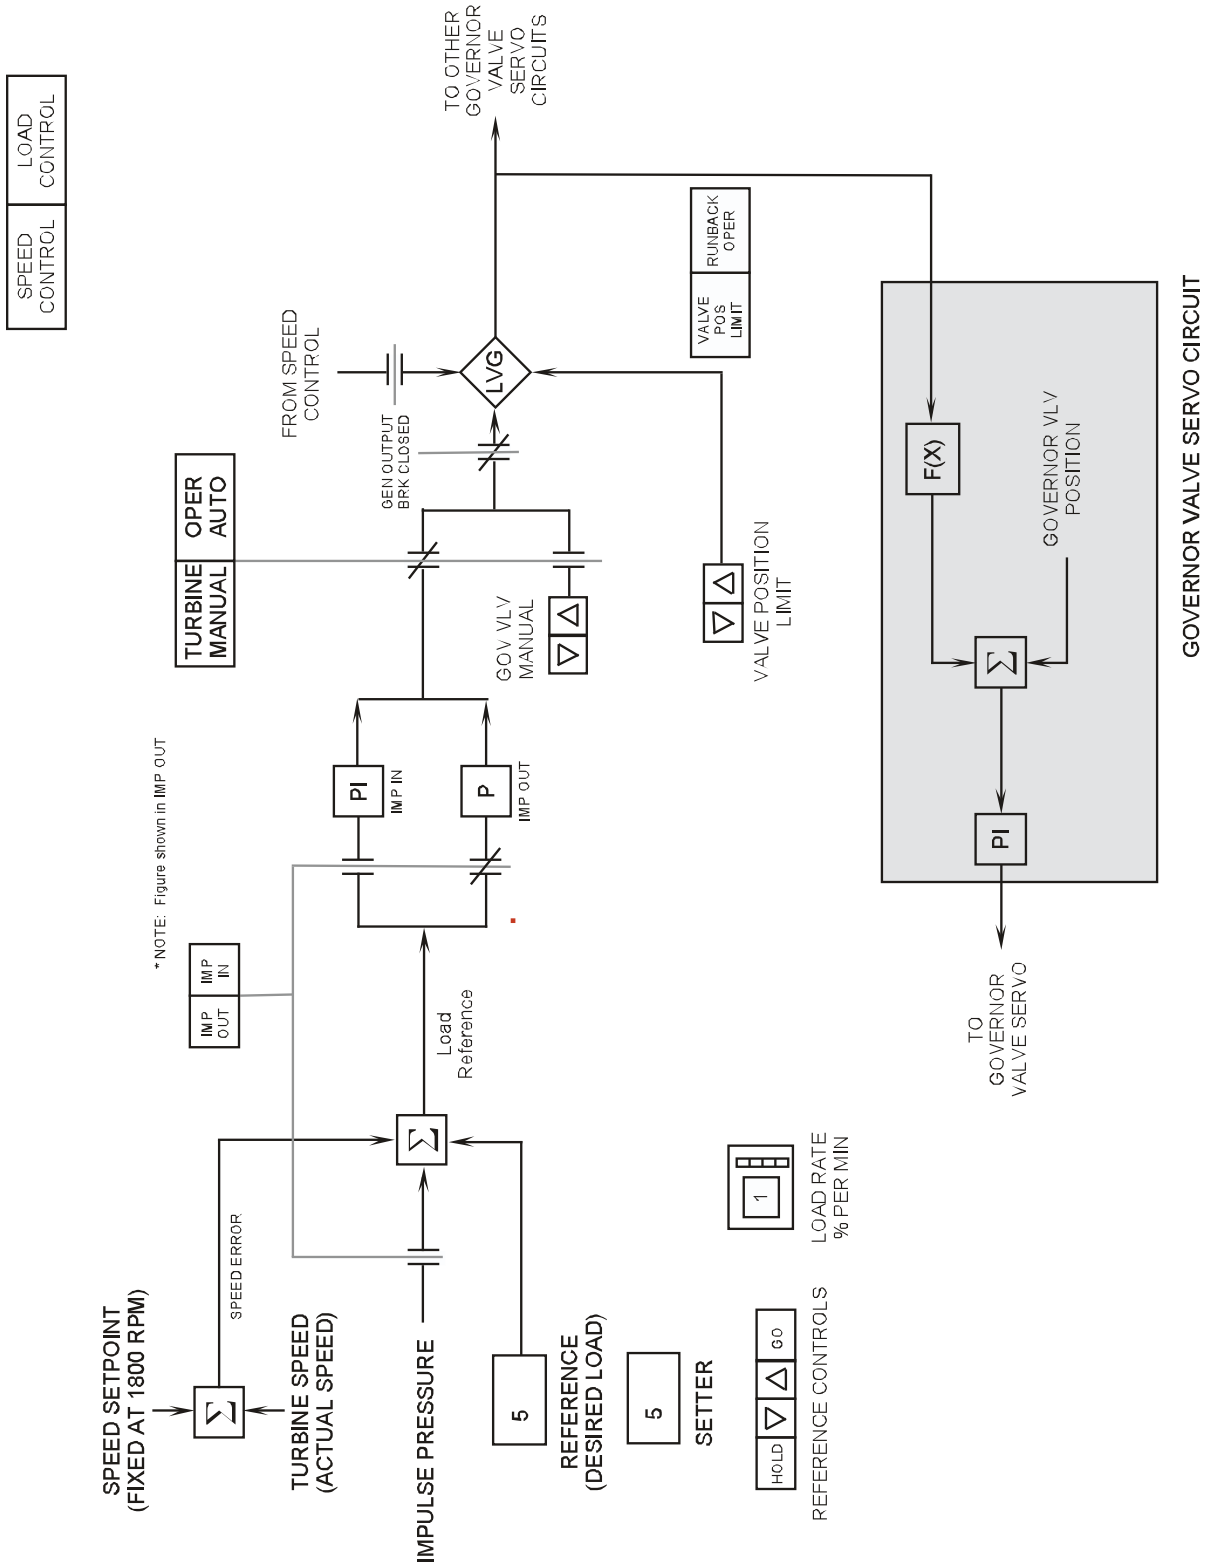 SPEED SETPOINT
(FIXED AT 1800 RPM)
Σ
TURBINE SPEED
(ACTUAL SPEED)
SPEED ERROR
IMPULSE PRESSURE
5
REFERENCE
(DESIRED LOAD)
5
SETTER
HOLD
GO
REFERENCE CONTROLS
1
LOAD RATE
% PER MIN
Σ
Load
Reference
IMP
OUT
IMP
IN
* NOTE: Figure shown in IMP OUT
PI
IMP IN
P
IMP OUT
TURBINE
MANUAL
OPER
AUTO
GOV VLV
MANUAL
GEN OUTPUT
BRK CLOSED
FROM SPEED
CONTROL
LVG
VALVE POSITION
LIMIT
VALVE
POS
LIMIT
RUNBACK
OPER
SPEED
CONTROL
LOAD
CONTROL
TO OTHER
GOVERNOR
VALVE
SERVO
CIRCUITS
F(X)
GOVERNOR VLV
POSITION
Σ
PI
TO
GOVERNOR
VALVE SERVO
GOVERNOR VALVE SERVO CIRCUIT